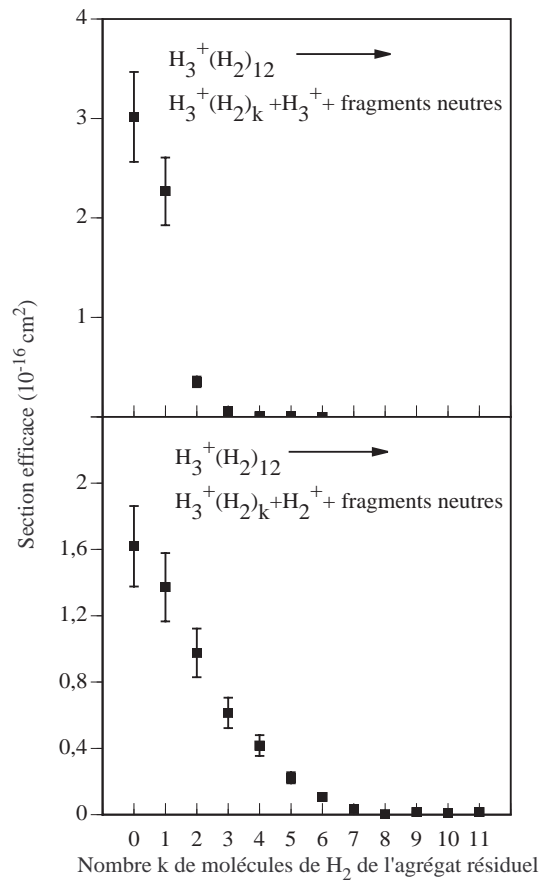 4
H3+(H2)12
H3+(H2)k +H3+ + fragments neutres
3
2
1
Section efficace (10-16 cm2)
H3+(H2)12
2
H3+(H2)k+H2+ + fragments neutres
1,6
1,2
0,8
0,4
0
0 1 2 3 4 5 6 7 8 9 10 11
Nombre k de molécules de H2 de l'agrégat résiduel